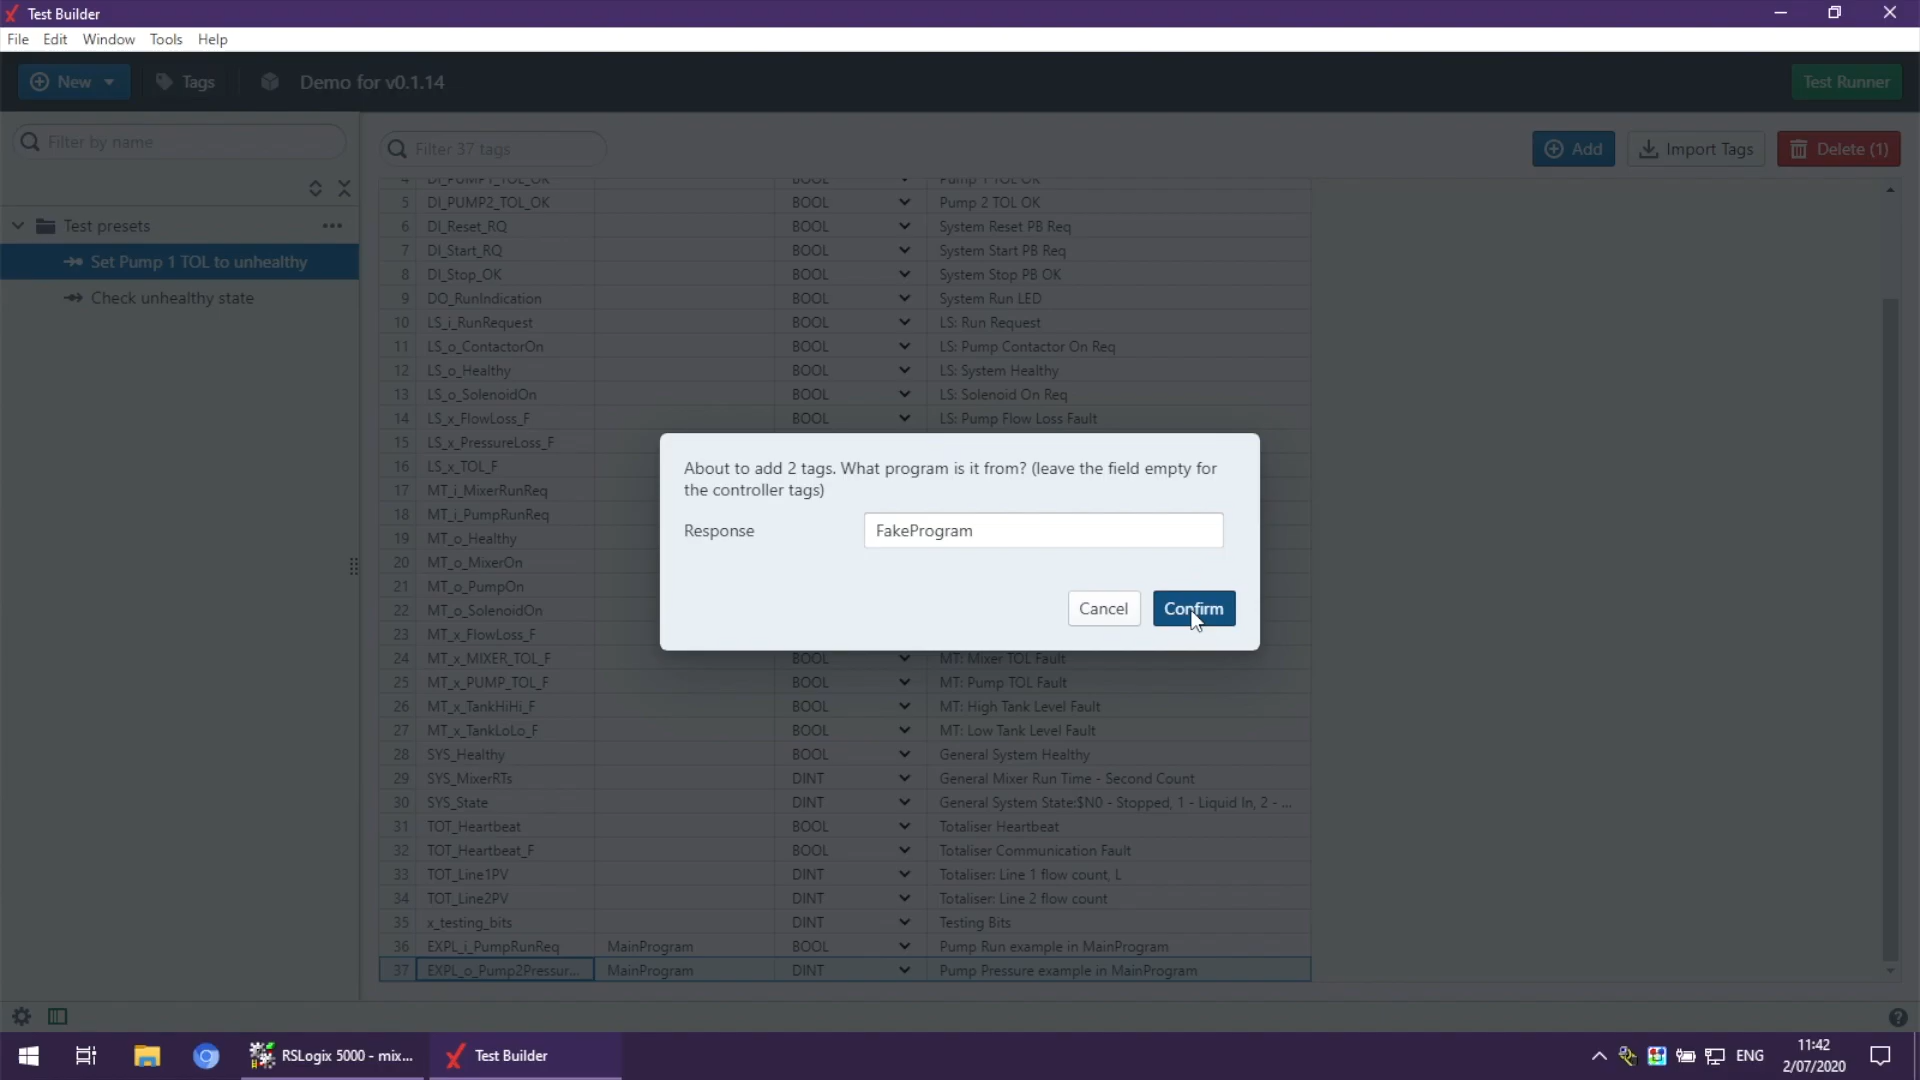 Test Builder
File Edit Window Tools Help
New Tags Demo for v0.1.14 Test Runner
Filter by name
Filter 37 tags Add Import Tags Delete (1)
Test presets
Set Pump 1 TOL to unhealthy
Check unhealthy state
4 DI_PUMP1_TOL_OK BOOL Pump 1 TOL OK
5 DI_PUMP2_TOL_OK BOOL Pump 2 TOL OK
6 DI_Reset_RQ BOOL System Reset PB Req
7 DI_Start_RQ BOOL System Start PB Req
8 DI_Stop_OK BOOL System Stop PB OK
9 DO_RunIndication BOOL System Run LED
10 LS_i_RunRequest BOOL LS: Run Request
11 LS_o_ContactorOn BOOL LS: Pump Contactor On Req
12 LS_o_Healthy BOOL LS: System Healthy
13 LS_o_SolenoidOn BOOL LS: Solenoid On Req
14 LS_x_FlowLoss_F BOOL LS: Pump Flow Loss Fault
15 LS_x_PressureLoss_F
16 LS_x_TOL_F
17 MT_i_MixerRunReq
18 MT_i_PumpRunReq
19 MT_o_Healthy
20 MT_o_MixerOn
21 MT_o_PumpOn
22 MT_o_SolenoidOn
23 MT_x_FlowLoss_F
24 MT_x_MIXER_TOL_F BOOL MT: Mixer TOL Fault
25 MT_x_PUMP_TOL_F BOOL MT: Pump TOL Fault
26 MT_x_TankHiHi_F BOOL MT: High Tank Level Fault
27 MT_x_TankLoLo_F BOOL MT: Low Tank Level Fault
28 SYS_Healthy BOOL General System Healthy
29 SYS_MixerRTs DINT General Mixer Run Time - Second Count
30 SYS_State DINT General System State:$N0 - Stopped, 1 - Liquid In, 2 - ...
31 TOT_Heartbeat BOOL Totaliser Heartbeat
32 TOT_Heartbeat_F BOOL Totaliser Communication Fault
33 TOT_Line1PV DINT Totaliser: Line 1 flow count, L
34 TOT_Line2PV DINT Totaliser: Line 2 flow count
35 x_testing_bits DINT Testing Bits
36 EXPL_i_PumpRunReq MainProgram BOOL Pump Run example in MainProgram
37 EXPL_o_Pump2Pressur... MainProgram DINT Pump Pressure example in MainProgram
About to add 2 tags. What program is it from? (leave the field empty for
the controller tags)
Response FakeProgram
Cancel Confirm
RSLogix 5000 - mix... Test Builder ENG 11:42
2/07/2020